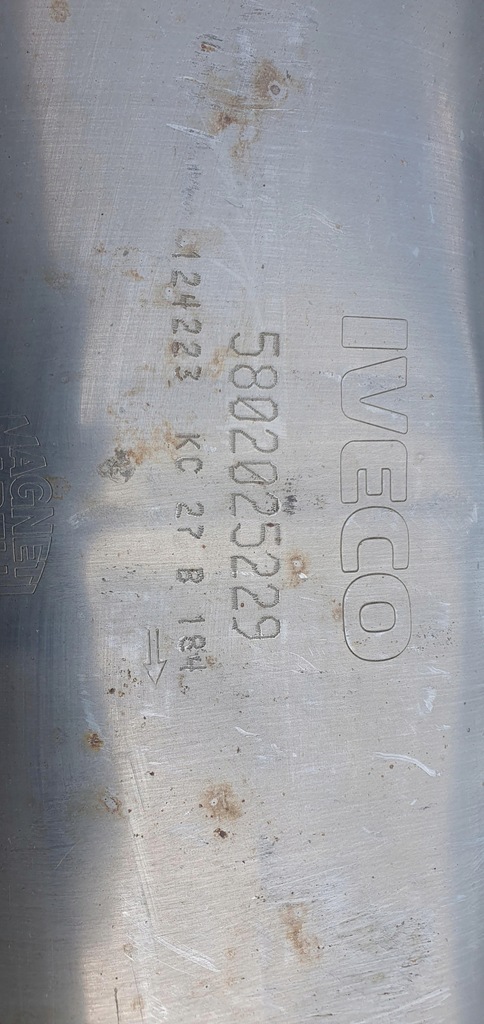 IVECO
5802025229
124223 KC 27 B 184
MAGNETI